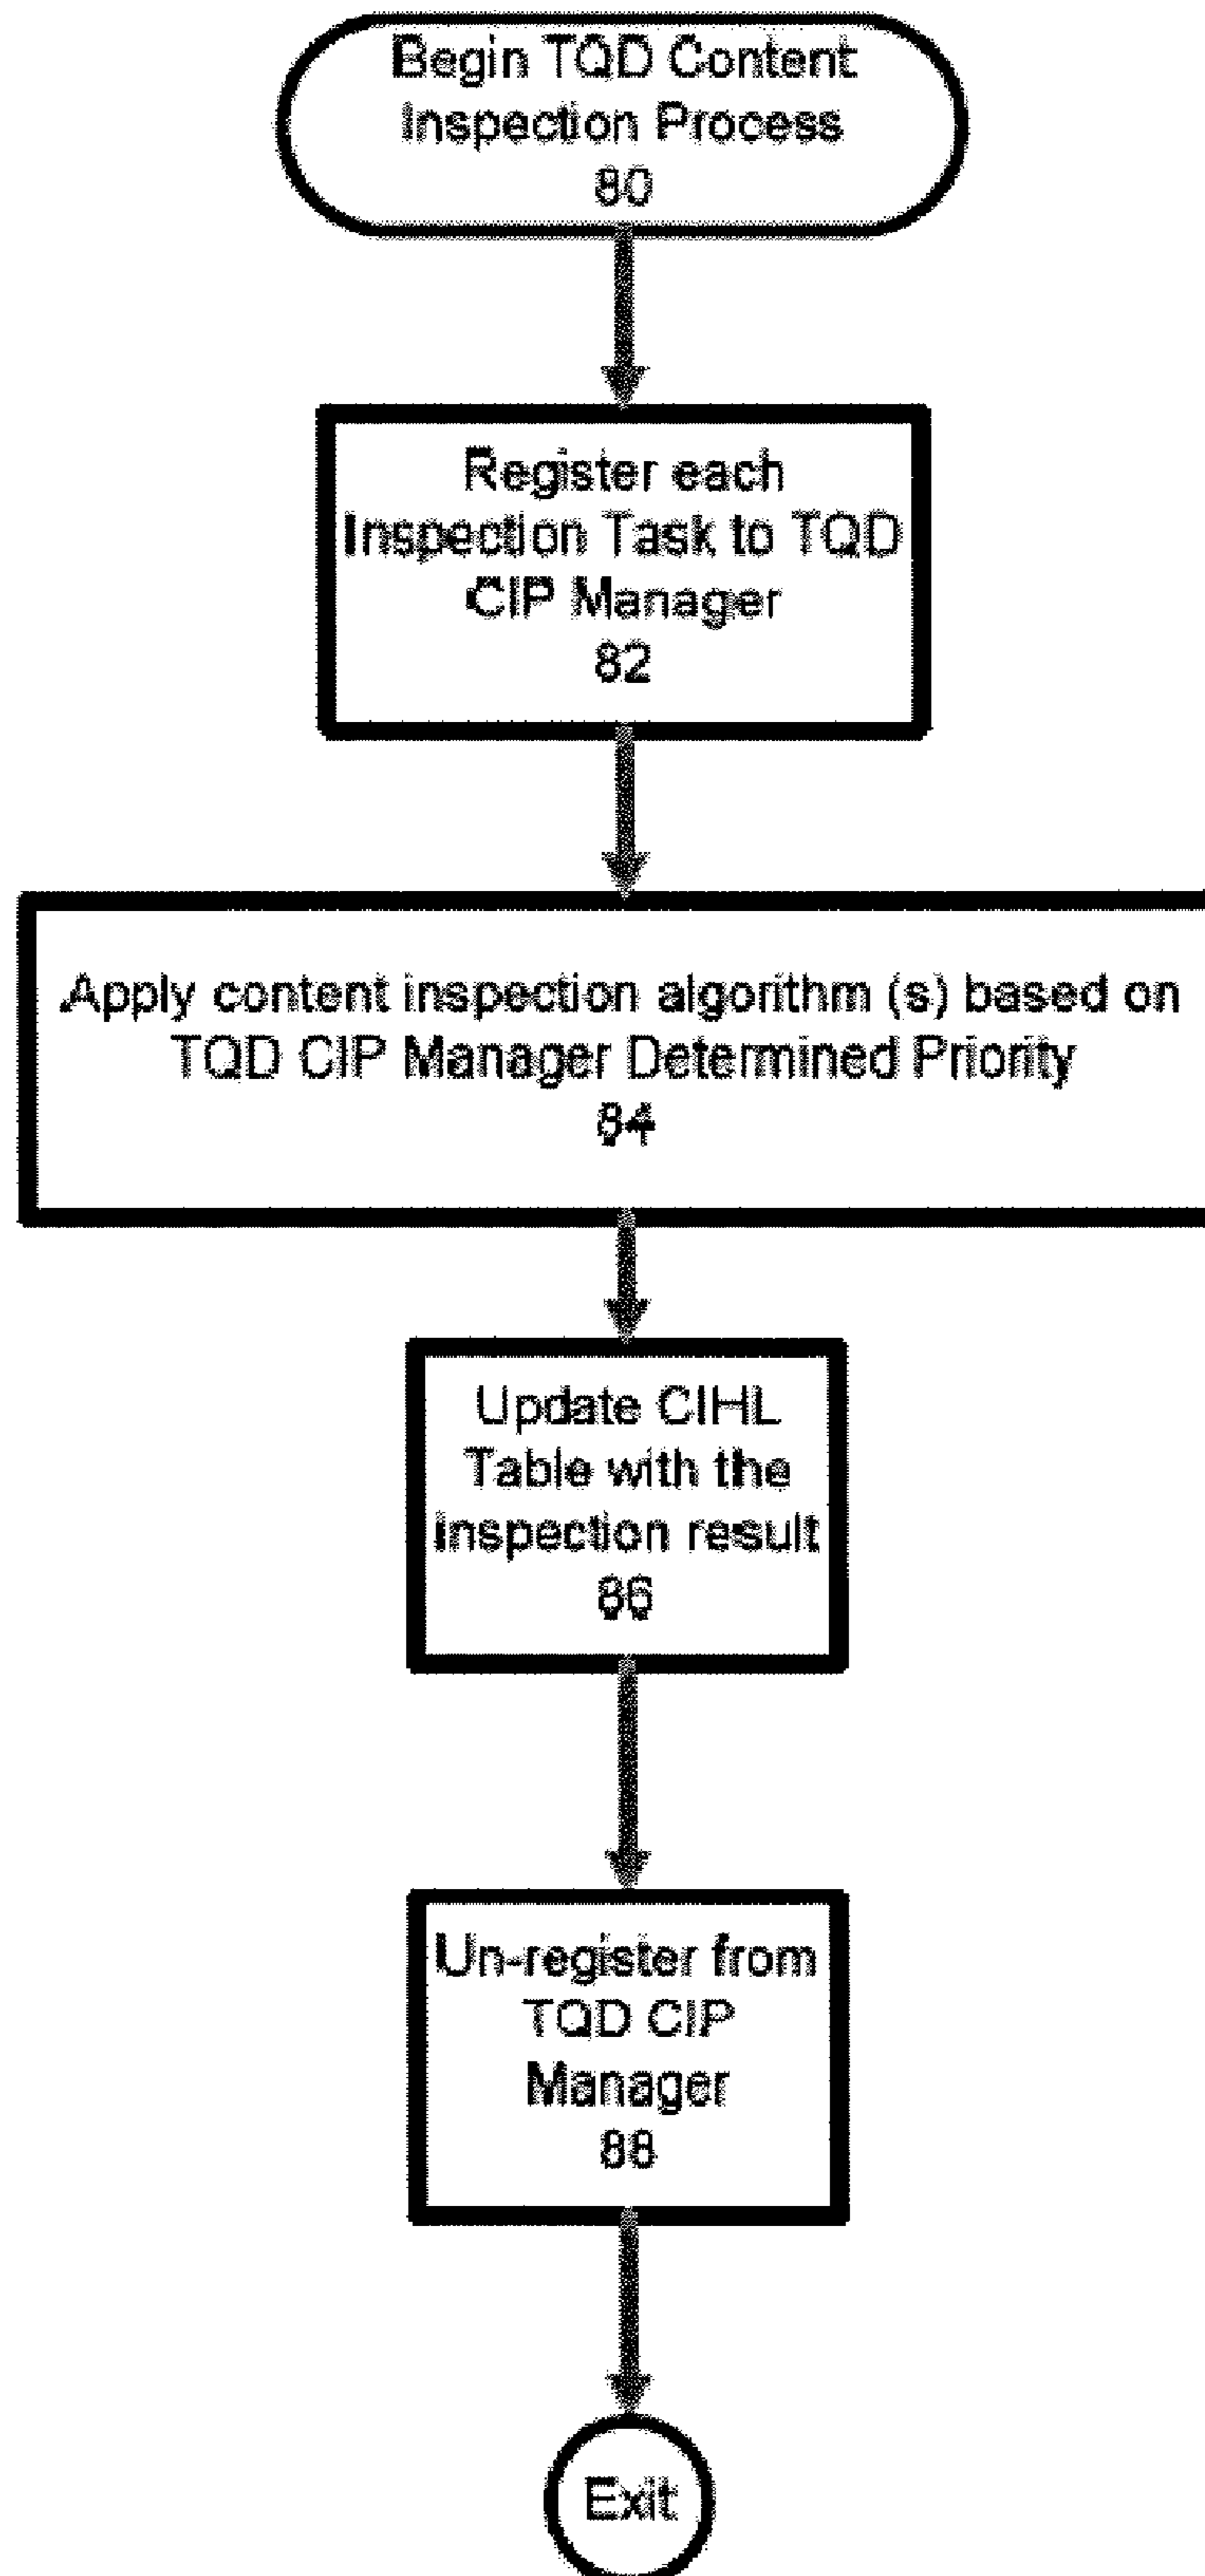 Begin TQD Content
Inspection Process
80
Register each
Inspection Task to TQD
CIP Manager
82
Apply content inspection algorithm (s) based on
TQD CIP Manager Determined Priority
84
Update CIHL
Table with the
inspection result
86
Un-register from
TQD CIP
Manager
88
Exit